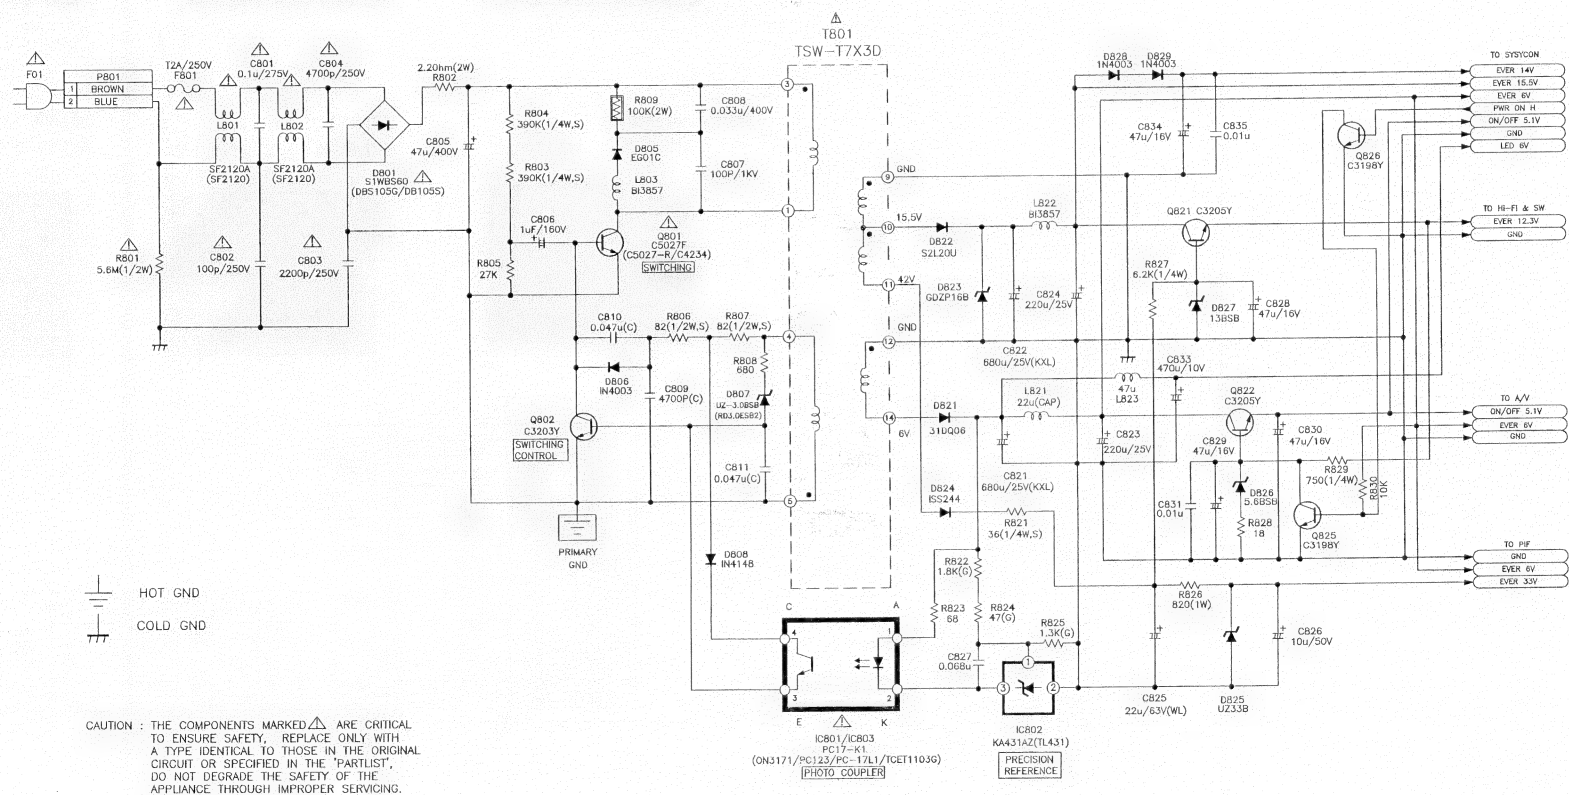 T801
TSW-T7X3D
F01
P801
1 BROWN
2 BLUE
T2A/250V
F801
C801
0.1u/275V
C804
4700p/250V
L801
L802
SF2120A
(SF2120)
SF2120A
(SF2120)
D801
S1WBS60
(DBS105G/DB105S)
2.20hm(2W)
R802
C805
47u/400V
R804
390K(1/4W,S)
R803
390K(1/4W,S)
R809
100K(2W)
C808
0.033u/400V
D805
EG01C
C807
100P/1KV
L803
BI3857
C806
1uF/160V
Q801
C5027F
(C5027-R/C4234)
SWITCHING
R805
27K
R801
5.6M(1/2W)
C802
100p/250V
C803
2200p/250V
C810
0.047u(C)
R806
82(1/2W,S)
R807
82(1/2W,S)
R808
680
D806
IN4003
C809
4700P(C)
D807
UZ-3.0BSB
(RD3.0ESB2)
Q802
C3203Y
SWITCHING
CONTROL
C811
0.047u(C)
PRIMARY
GND
D808
IN4148
3
1
4
5
9
10
11
12
14
GND
15.5V
42V
GND
6V
D828
1N4003
D829
1N4003
C834
47u/16V
C835
0.01u
Q826
C3198Y
TO SYSYCON
EVER 14V
EVER 15.5V
EVER 6V
PWR ON H
ON/OFF 5.1V
GND
LED 6V
TO Hi-Fi & SW
EVER 12.3V
GND
D822
S2L20U
L822
BI3857
Q821 C3205Y
D823
GDZP16B
C824
220u/25V
R827
6.2K(1/4W)
D827
13BSB
C828
47u/16V
C822
680u/25V(KXL)
C833
470u/10V
47u
L823
L821
22u(CAP)
Q822
C3205Y
D821
31DQ06
C823
220u/25V
C829
47u/16V
C830
47u/16V
TO A/V
ON/OFF 5.1V
EVER 6V
GND
C821
680u/25V(KXL)
D824
ISS244
R821
36(1/4W,S)
C831
0.01u
D826
5.6BSB
R828
18
R829
750(1/4W)
R830
10K
Q825
C3198Y
TO PIF
GND
EVER 6V
EVER 33V
R822
1.8K(G)
R823
68
R824
47(G)
R825
1.3K(G)
C827
0.068u
R826
820(1W)
C826
10u/50V
C825
22u/63V(WL)
D825
UZ33B
C
A
4
1
3
2
E
K
IC801/IC803
PC17-K1
(ON3171/PC123/PC-17L1/TCET1103G)
PHOTO COUPLER
1
3
2
IC802
KA431AZ(TL431)
PRECISION
REFERENCE
HOT GND
COLD GND
CAUTION : THE COMPONENTS MARKED ⚠ ARE CRITICAL
TO ENSURE SAFETY, REPLACE ONLY WITH
A TYPE IDENTICAL TO THOSE IN THE ORIGINAL
CIRCUIT OR SPECIFIED IN THE 'PARTLIST',
DO NOT DEGRADE THE SAFETY OF THE
APPLIANCE THROUGH IMPROPER SERVICING.